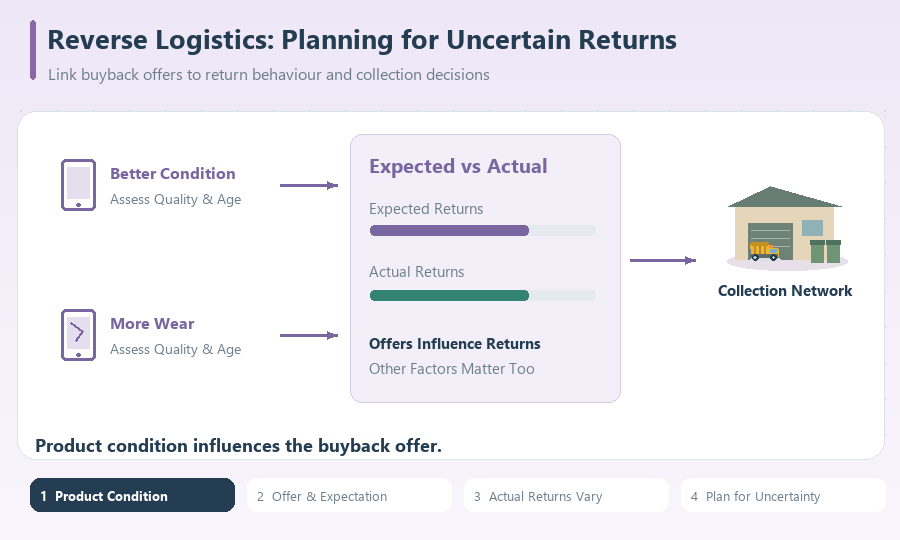 Reverse Logistics: Planning for Uncertain Returns
Link buyback offers to return behaviour and collection decisions
Better Condition
Assess Quality & Age
More Wear
Assess Quality & Age
Expected vs Actual
Expected Returns
Actual Returns
Offers Influence Returns
Other Factors Matter Too
Collection Network
Product condition influences the buyback offer.
1 Product Condition
2 Offer & Expectation
3 Actual Returns Vary
4 Plan for Uncertainty